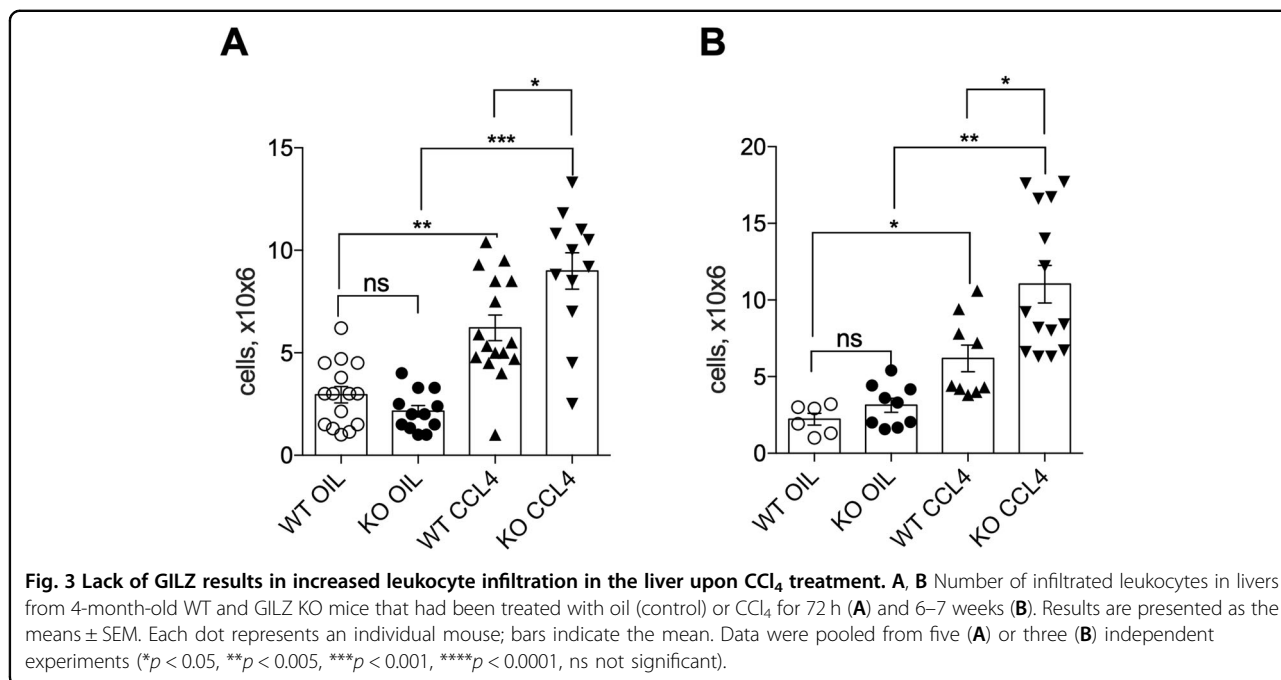 A
B
*
*
***
**
**
*
ns
ns
15
10
5
0
20
15
10
5
0
cells, x10x6
cells, x10x6
WT OIL
KO OIL
WT CCL4
KO CCL4
WT OIL
KO OIL
WT CCL4
KO CCL4
Fig. 3 Lack of GILZ results in increased leukocyte infiltration in the liver upon CCl₄ treatment. A, B Number of infiltrated leukocytes in livers
from 4-month-old WT and GILZ KO mice that had been treated with oil (control) or CCl₄ for 72 h (A) and 6–7 weeks (B). Results are presented as the
means ± SEM. Each dot represents an individual mouse; bars indicate the mean. Data were pooled from five (A) or three (B) independent
experiments (*p < 0.05, **p < 0.005, ***p < 0.001, ****p < 0.0001, ns not significant).